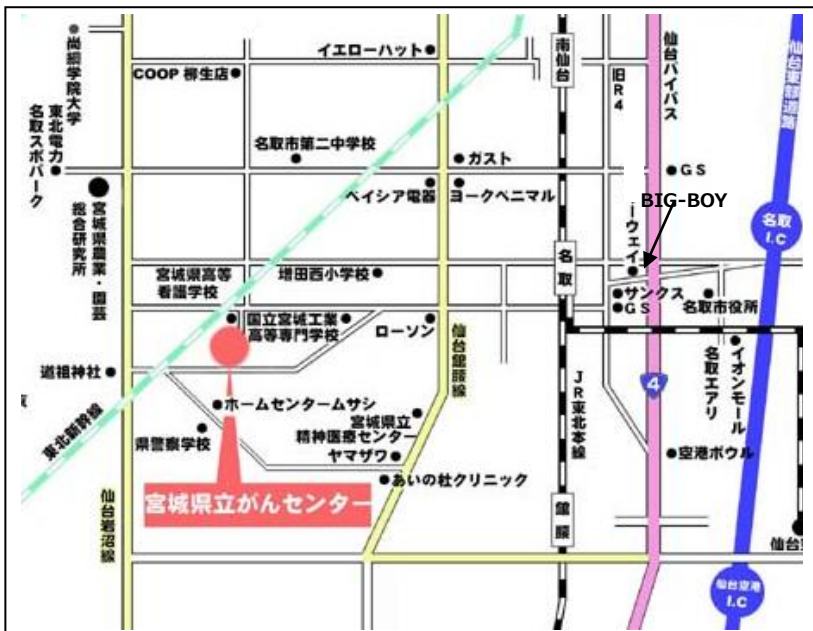 尚絅学院大学
東北電力
名取スポパーク
COOP 柳生店
イエローハット
南仙台
旧R4
仙台バイパス
仙台東部道路
名取市第二中学校
ガスト
GS
ベイシア電器
ヨークベニマル
BIG-BOY
ーウェイ
名取
I.C
宮城県農業・園芸
総合研究所
宮城県高等
看護学校
増田西小学校
名取
サンクス
GS
名取市役所
国立宮城工業
高等専門学校
ローソン
仙台館腰線
道祖神社
東北新幹線
ホームセンタームサシ
県警察学校
宮城県立
精神医療センター
ヤマザワ
あいの杜クリニック
JR東北本線
4
イオンモール
名取エアリ
空港ボウル
宮城県立がんセンター
仙台岩沼線
館腰
仙台空港
I.C